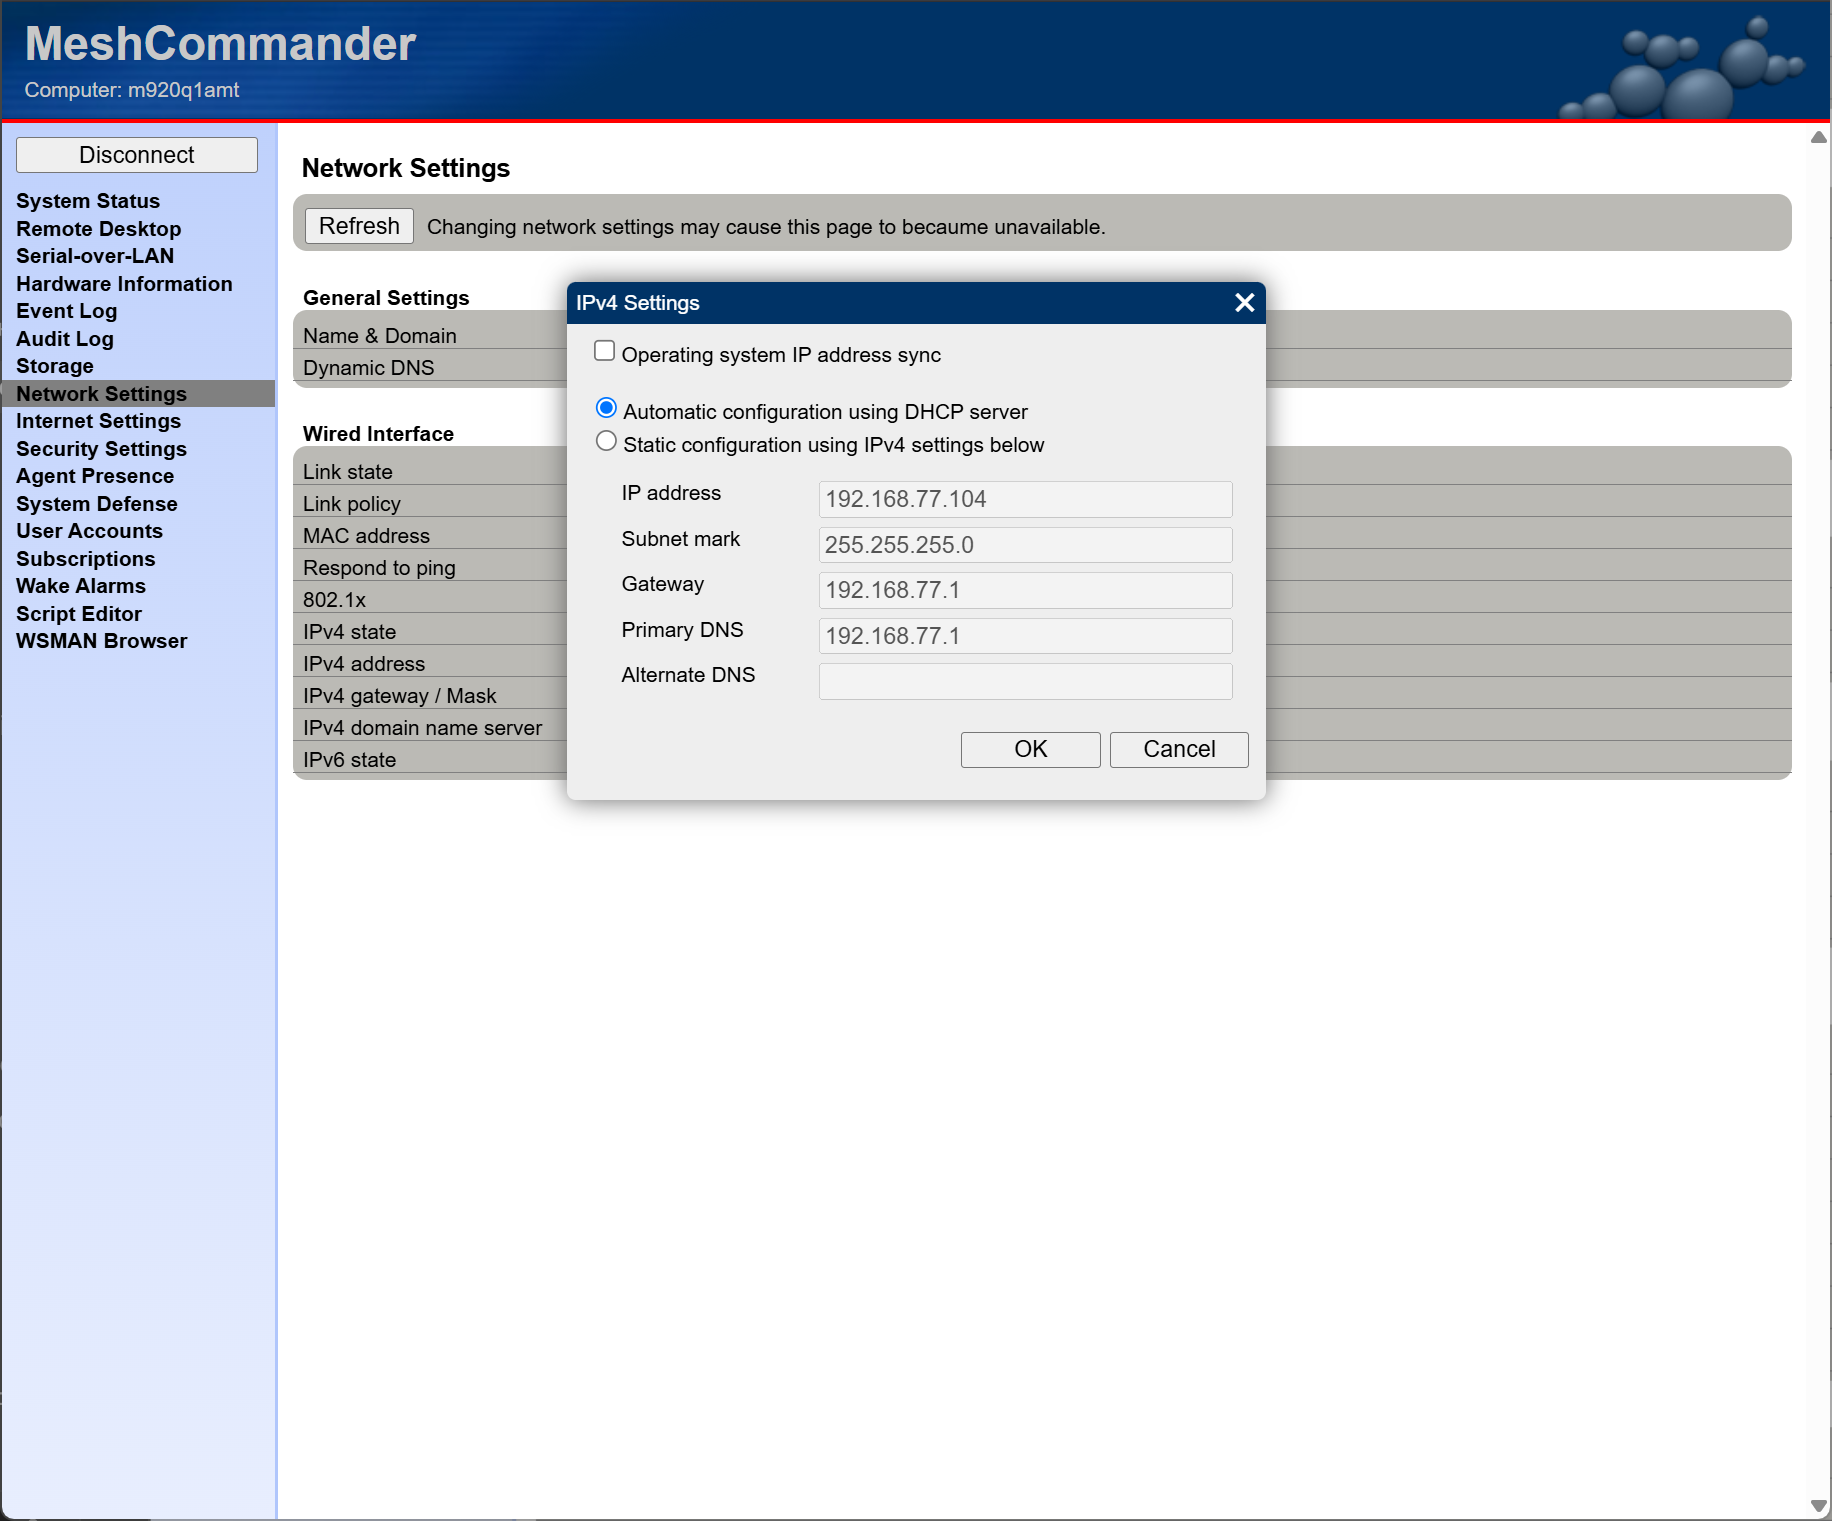 MeshCommander
Computer: m920q1amt
Disconnect
System Status
Remote Desktop
Serial-over-LAN
Hardware Information
Event Log
Audit Log
Storage
Network Settings
Internet Settings
Security Settings
Agent Presence
System Defense
User Accounts
Subscriptions
Wake Alarms
Script Editor
WSMAN Browser
Network Settings
Refresh Changing network settings may cause this page to becaume unavailable.
General Settings
Name & Domain
Dynamic DNS
Wired Interface
Link state
Link policy
MAC address
Respond to ping
802.1x
IPv4 state
IPv4 address
IPv4 gateway / Mask
IPv4 domain name server
IPv6 state
IPv4 Settings
Operating system IP address sync
Automatic configuration using DHCP server
Static configuration using IPv4 settings below
IP address 192.168.77.104
Subnet mark 255.255.255.0
Gateway 192.168.77.1
Primary DNS 192.168.77.1
Alternate DNS
OK Cancel